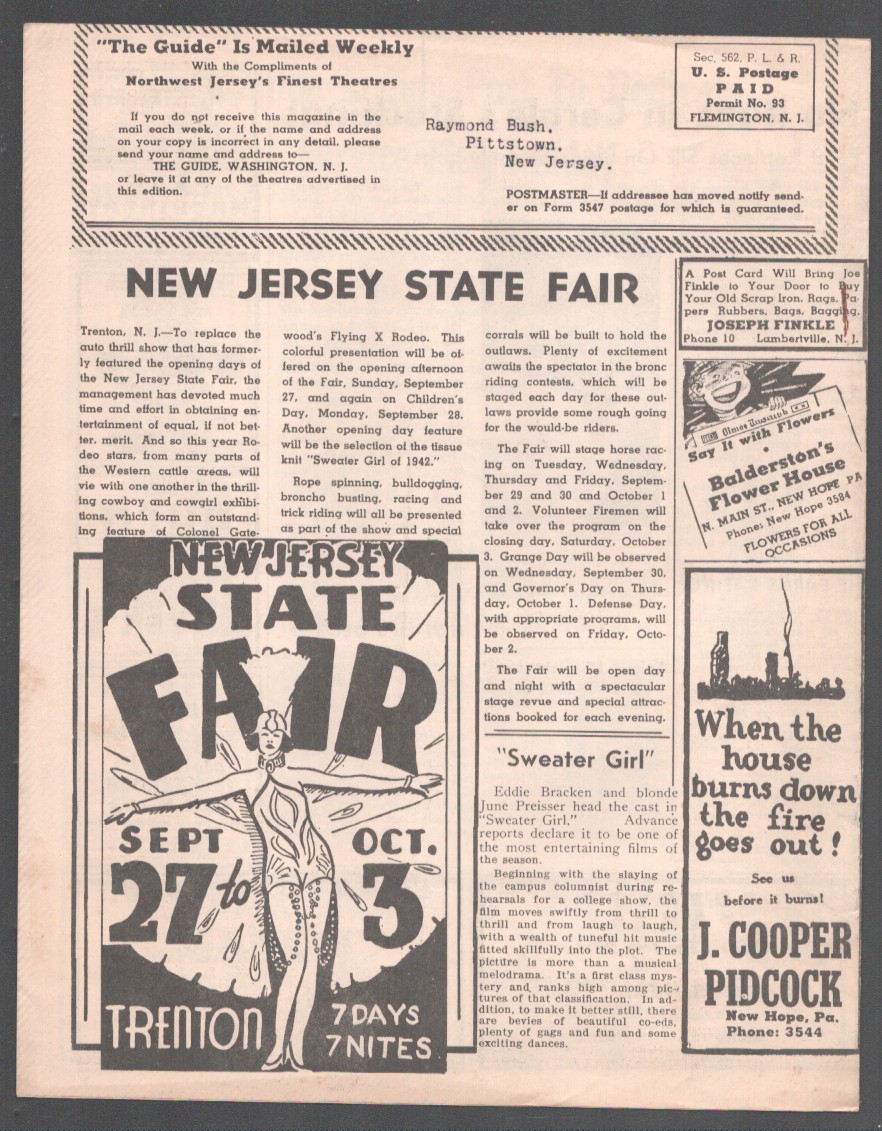 "The Guide" Is Mailed Weekly
With the Compliments of
Northwest Jersey's Finest Theatres
If you do not receive this magazine in the
mail each week, or if the name and address
on your copy is incorrect in any detail, please
send your name and address to—
THE GUIDE, WASHINGTON, N. J.
or leave it at any of the theatres advertised in
this edition.
Raymond Bush.
Pittstown.
New Jersey.
Sec. 562, P. L. & R.
U. S. Postage
PAID
Permit No. 93
FLEMINGTON, N. J.
POSTMASTER—If addressee has moved notify send-
er on Form 3547 postage for which is guaranteed.
NEW JERSEY STATE FAIR
Trenton, N. J.—To replace the
auto thrill show that has former-
ly featured the opening days of
the New Jersey State Fair, the
management has devoted much
time and effort in obtaining en-
tertainment of equal, if not bet-
ter, merit. And so this year Ro-
deo stars, from many parts of
the Western cattle areas, will
vie with one another in the thrill-
ing cowboy and cowgirl exhibi-
tions, which form an outstand-
ing feature of Colonel Gate-
wood's Flying X Rodeo. This
colorful presentation will be of-
fered on the opening afternoon
of the Fair, Sunday, September
27, and again on Children's
Day, Monday, September 28.
Another opening day feature
will be the selection of the tissue
knit "Sweater Girl of 1942."
Rope spinning, bulldogging,
broncho busting, racing and
trick riding will all be presented
as part of the show and special
corrals will be built to hold the
outlaws. Plenty of excitement
awaits the spectator in the bronc
riding contests, which will be
staged each day for these out-
laws provide some rough going
for the would-be riders.
The Fair will stage horse rac-
ing on Tuesday, Wednesday,
Thursday and Friday, Septem-
ber 29 and 30 and October 1
and 2. Volunteer Firemen will
take over the program on the
closing day, Saturday, October
3. Grange Day will be observed
on Wednesday, September 30,
and Governor's Day on Thurs-
day, October 1. Defense Day,
with appropriate programs, will
be observed on Friday, Octo-
ber 2.
The Fair will be open day
and night with a spectacular
stage revue and special attrac-
tions booked for each evening.
NEW JERSEY
STATE
FAIR
SEPT OCT.
27 to 3
TRENTON
7 DAYS
7 NITES
"Sweater Girl"
Eddie Bracken and blonde
June Preisser head the cast in
"Sweater Girl," Advance
reports declare it to be one of
the most entertaining films of
the season.
Beginning with the slaying of
the campus columnist during re-
hearsals for a college show, the
film moves swiftly from thrill to
thrill and from laugh to laugh,
with a wealth of tuneful hit music
fitted skillfully into the plot. The
picture is more than a musical
melodrama. It's a first class mys-
tery and ranks high among pic-
tures of that classification. In ad-
dition, to make it better still, there
are bevies of beautiful co-eds,
plenty of gags and fun and some
exciting dances.
A Post Card Will Bring Joe
Finkle to Your Door to Buy
Your Old Scrap Iron, Rags, Pa-
pers Rubbers, Bags, Bagging.
JOSEPH FINKLE
Phone 10 Lambertville, N. J.
Say It with Flowers
Balderston's
Flower House
N. MAIN ST., NEW HOPE PA
Phone: New Hope 3584
FLOWERS FOR ALL
OCCASIONS
When the
house
burns down
the fire
goes out!
See us
before it burns!
J. COOPER
PIDCOCK
New Hope, Pa.
Phone: 3544